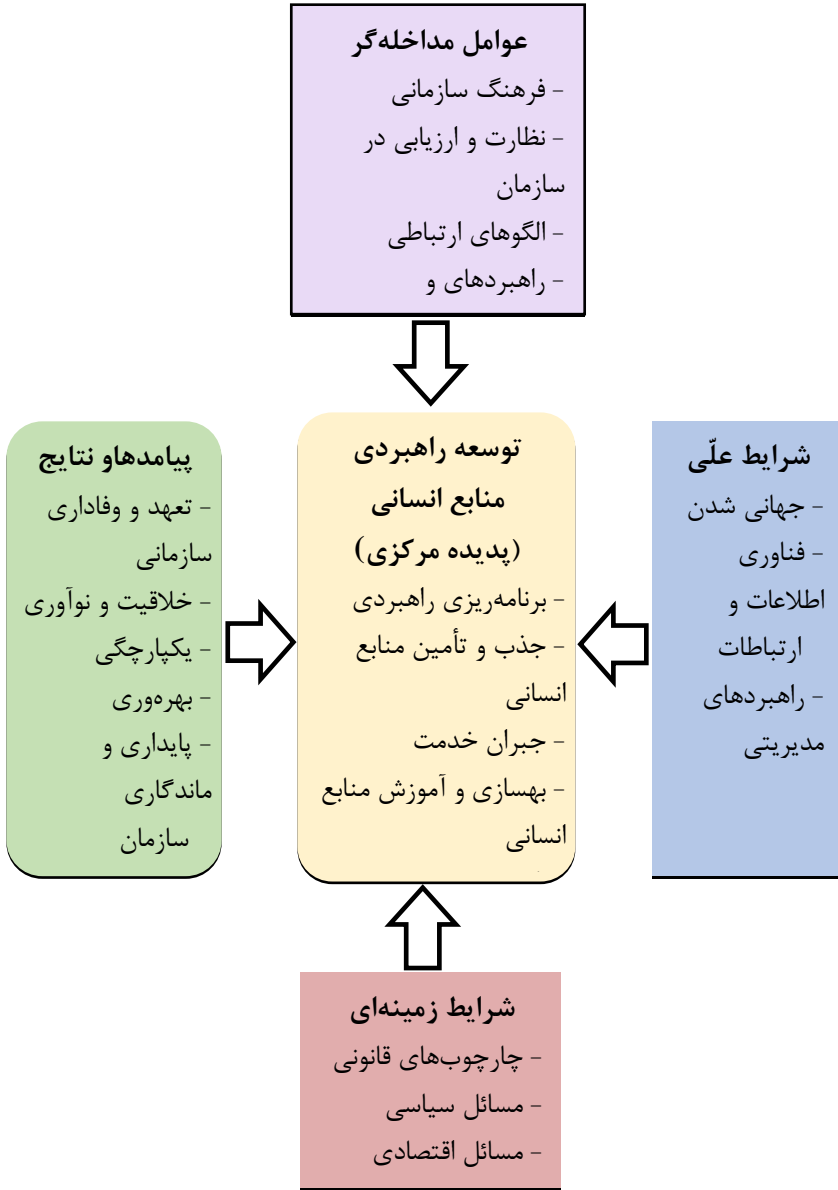 عوامل مداخله‌گر
- فرهنگ سازمانی
- نظارت و ارزیابی در
سازمان
- الگوهای ارتباطی
- راهبردهای و
شرایط علّی
- جهانی شدن
- فناوری
اطلاعات و
ارتباطات
- راهبردهای
مدیریتی
توسعه راهبردی
منابع انسانی
(پدیده مرکزی)
- برنامه‌ریزی راهبردی
- جذب و تأمین منابع
انسانی
- جبران خدمت
- بهسازی و آموزش منابع
انسانی
پیامدهاو نتایج
- تعهد و وفاداری
سازمانی
- خلاقیت و نوآوری
- یکپارچگی
- بهره‌وری
- پایداری و
ماندگاری
سازمان
شرایط زمینه‌ای
- چارچوب‌های قانونی
- مسائل سیاسی
- مسائل اقتصادی